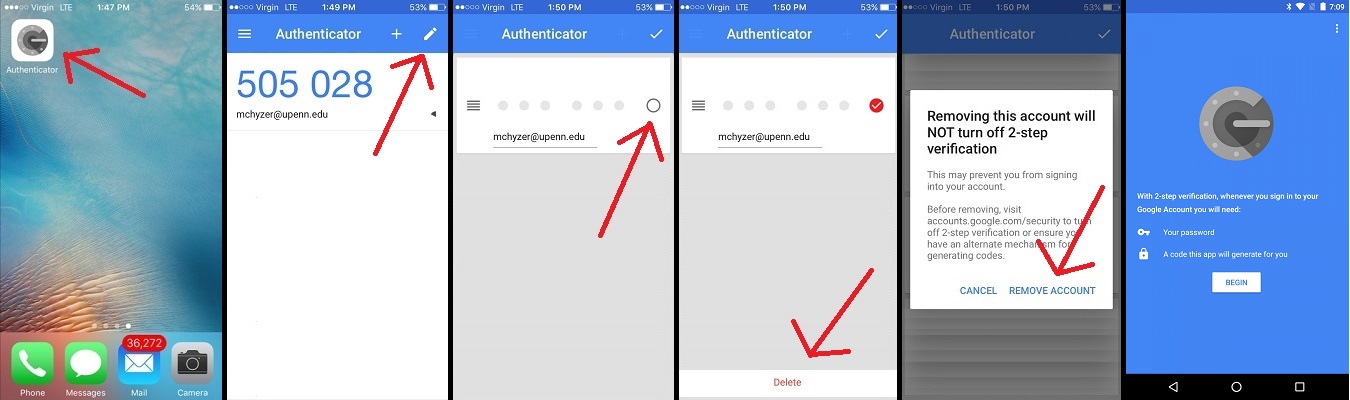 ●●●○○ Virgin LTE 1:47 PM 54%
Authenticator
36,272
Phone Messages Mail Camera
●●○○○ Virgin LTE 1:49 PM 53%
Authenticator
505 028
mchyzer@upenn.edu
●●○○○ Virgin LTE 1:50 PM 53%
Authenticator
mchyzer@upenn.edu
●●○○○ Virgin LTE 1:50 PM 53%
Authenticator
mchyzer@upenn.edu
Delete
●●○○○ Virgin LTE 1:50 PM 53%
Authenticator
Removing this account will
NOT turn off 2-step
verification
This may prevent you from signing
into your account.
Before removing, visit
accounts.google.com/security to turn
off 2-step verification or ensure you
have an alternate mechanism for
generating codes.
CANCEL REMOVE ACCOUNT
7:09
With 2-step verification, whenever you sign in to your
Google Account you will need:
Your password
A code this app will generate for you
BEGIN